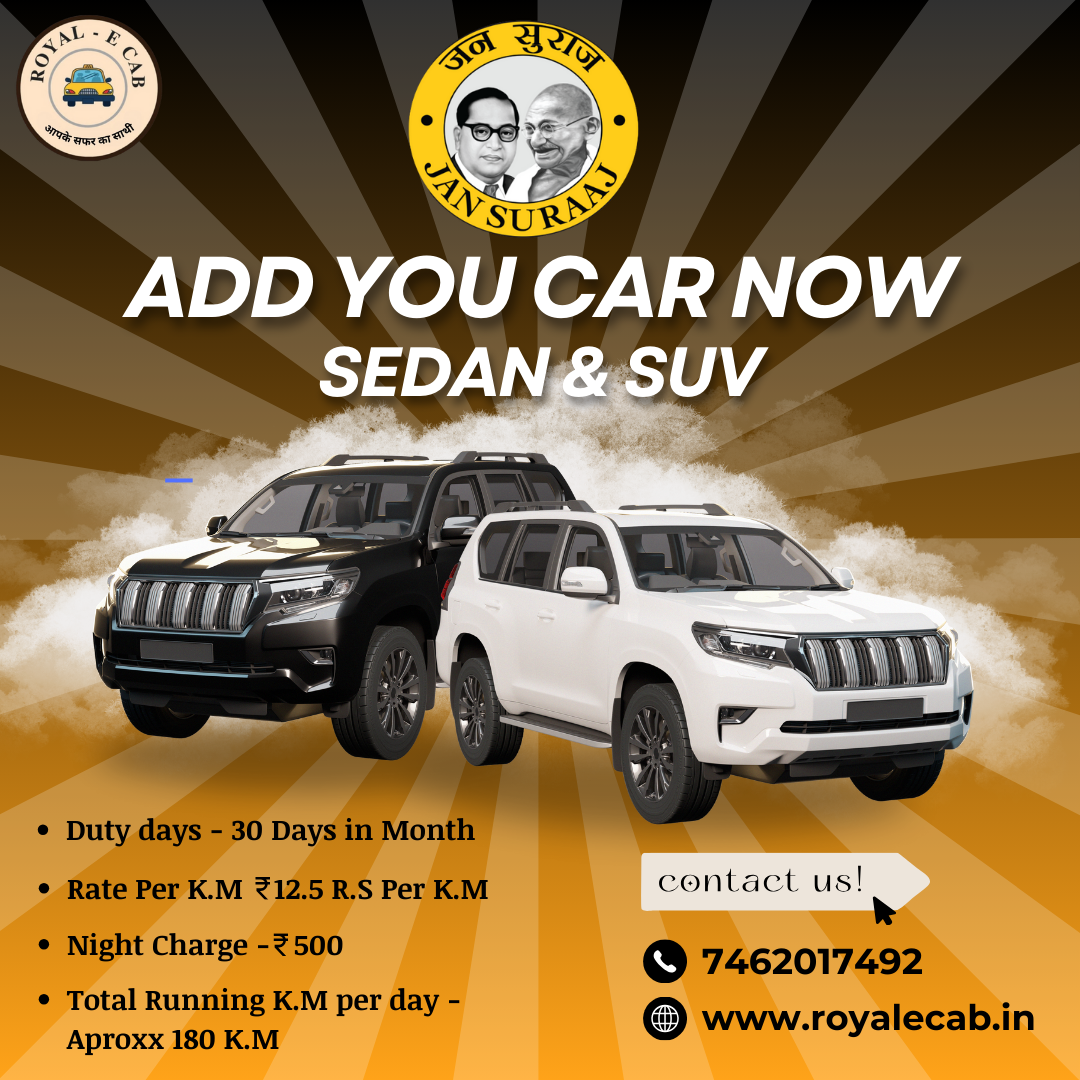 ROYAL - E CAB
आपके सफर का साथी
जन सुराज
JAN SURAAJ
ADD YOU CAR NOW
SEDAN & SUV
• Duty days - 30 Days in Month
• Rate Per K.M ₹12.5 R.S Per K.M
• Night Charge -₹500
• Total Running K.M per day -
Aproxx 180 K.M
contact us!
7462017492
www.royalecab.in